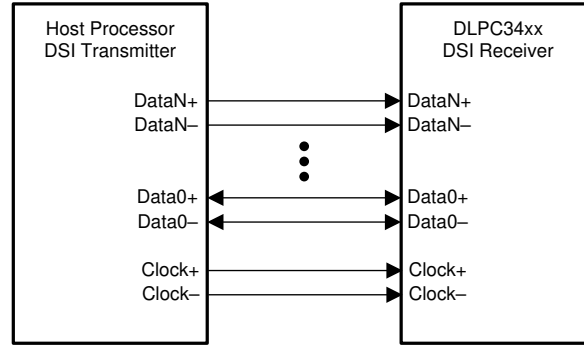 Host Processor
DSI Transmitter
DataN+
DataN–
Data0+
Data0–
Clock+
Clock–
DLPC34xx
DSI Receiver
DataN+
DataN–
Data0+
Data0–
Clock+
Clock–